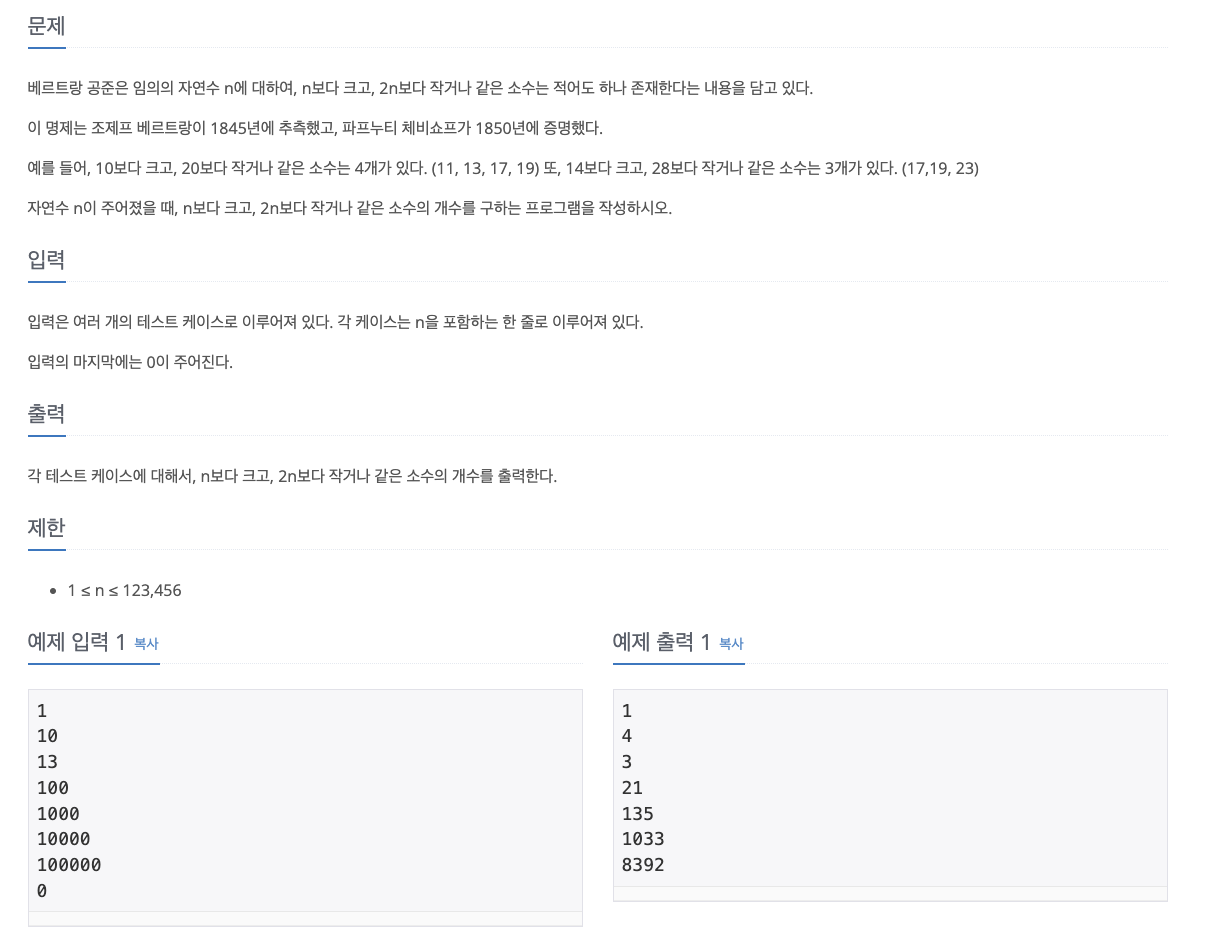 문제
베르트랑 공준은 임의의 자연수 n에 대하여, n보다 크고, 2n보다 작거나 같은 소수는 적어도 하나 존재한다는 내용을 담고 있다.
이 명제는 조제프 베르트랑이 1845년에 추측했고, 파프누티 체비쇼프가 1850년에 증명했다.
예를 들어, 10보다 크고, 20보다 작거나 같은 소수는 4개가 있다. (11, 13, 17, 19) 또, 14보다 크고, 28보다 작거나 같은 소수는 3개가 있다. (17,19, 23)
자연수 n이 주어졌을 때, n보다 크고, 2n보다 작거나 같은 소수의 개수를 구하는 프로그램을 작성하시오.
입력
입력은 여러 개의 테스트 케이스로 이루어져 있다. 각 케이스는 n을 포함하는 한 줄로 이루어져 있다.
입력의 마지막에는 0이 주어진다.
출력
각 테스트 케이스에 대해서, n보다 크고, 2n보다 작거나 같은 소수의 개수를 출력한다.
제한
• 1 ≤ n ≤ 123,456
예제 입력 1 복사
1
10
13
100
1000
10000
100000
0
예제 출력 1 복사
1
4
3
21
135
1033
8392